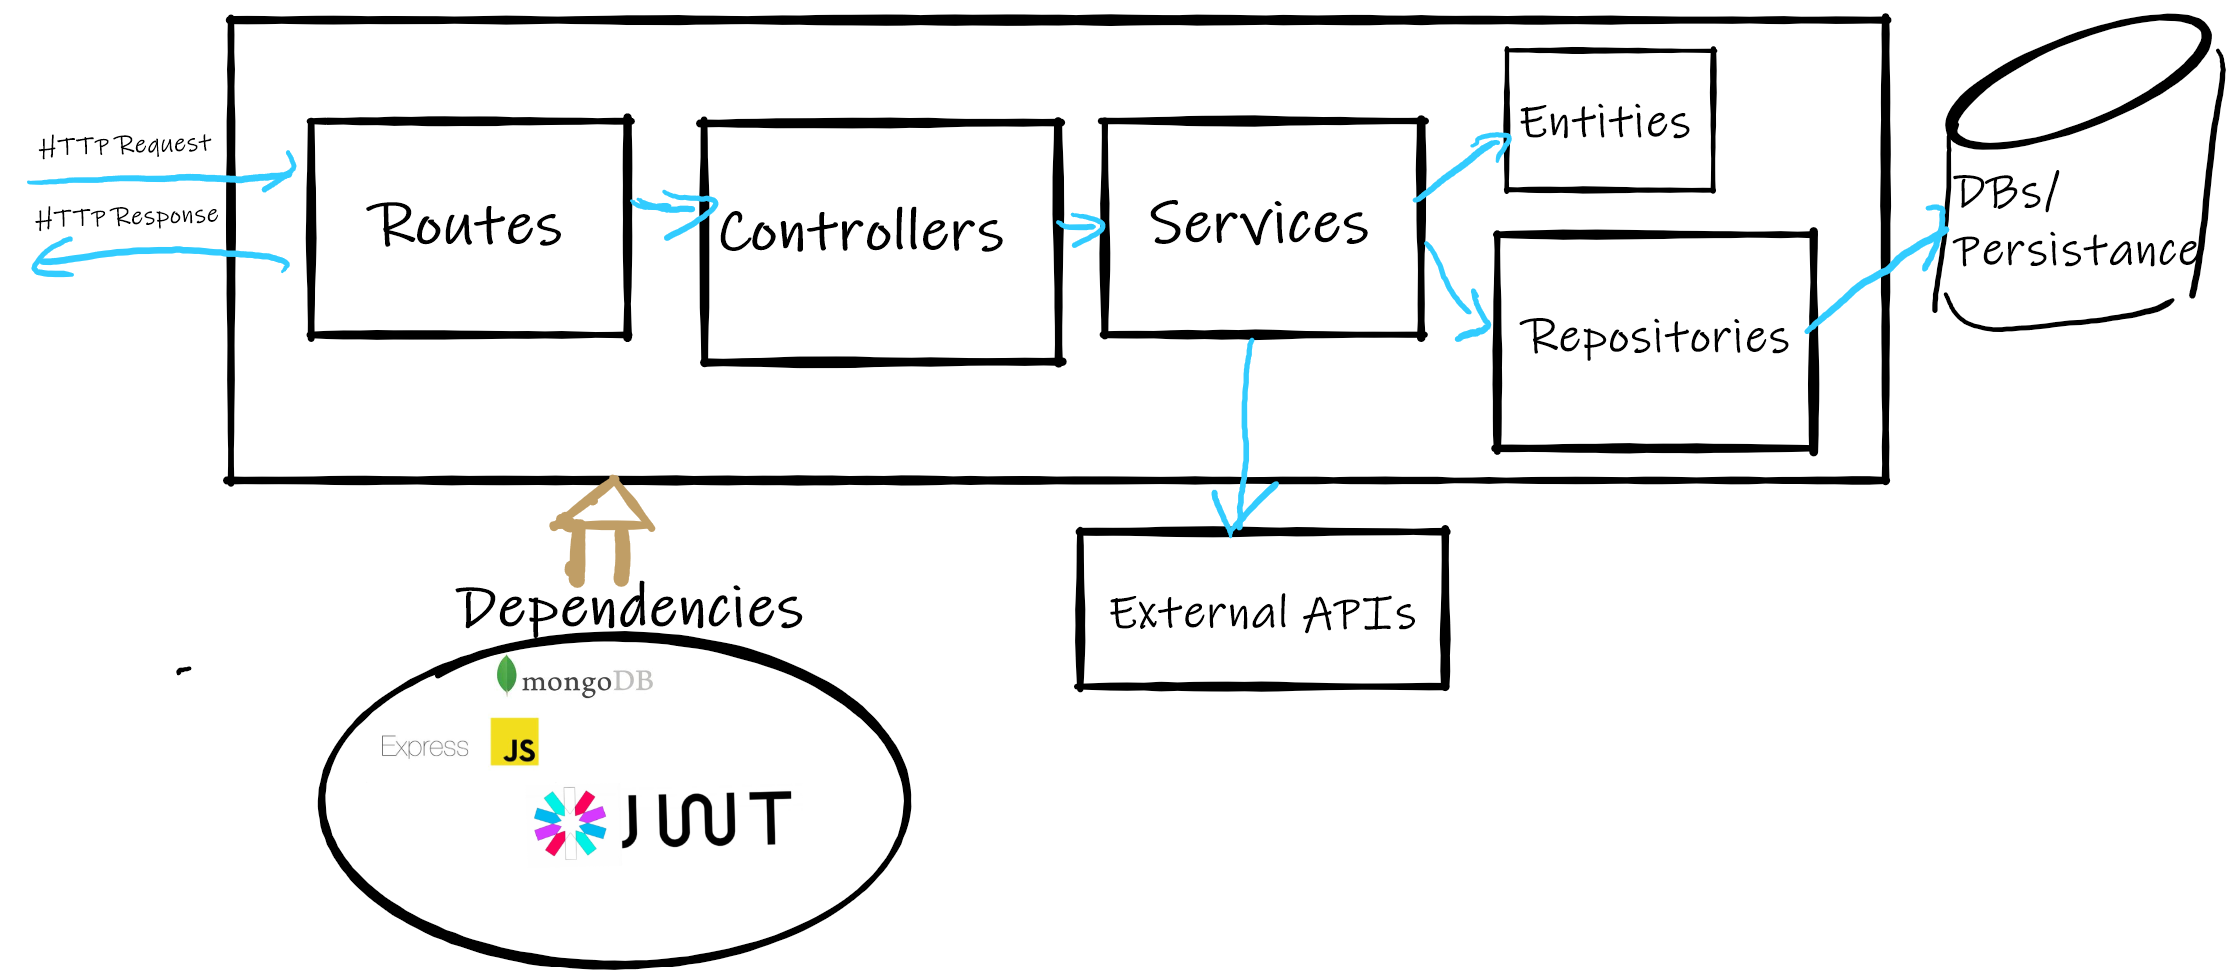 HTTP Request
HTTP Response
Routes
Controllers
Services
Entities
Repositories
DBs/
Persistance
External APIs
Dependencies
mongoDB
Express
JS
JWT